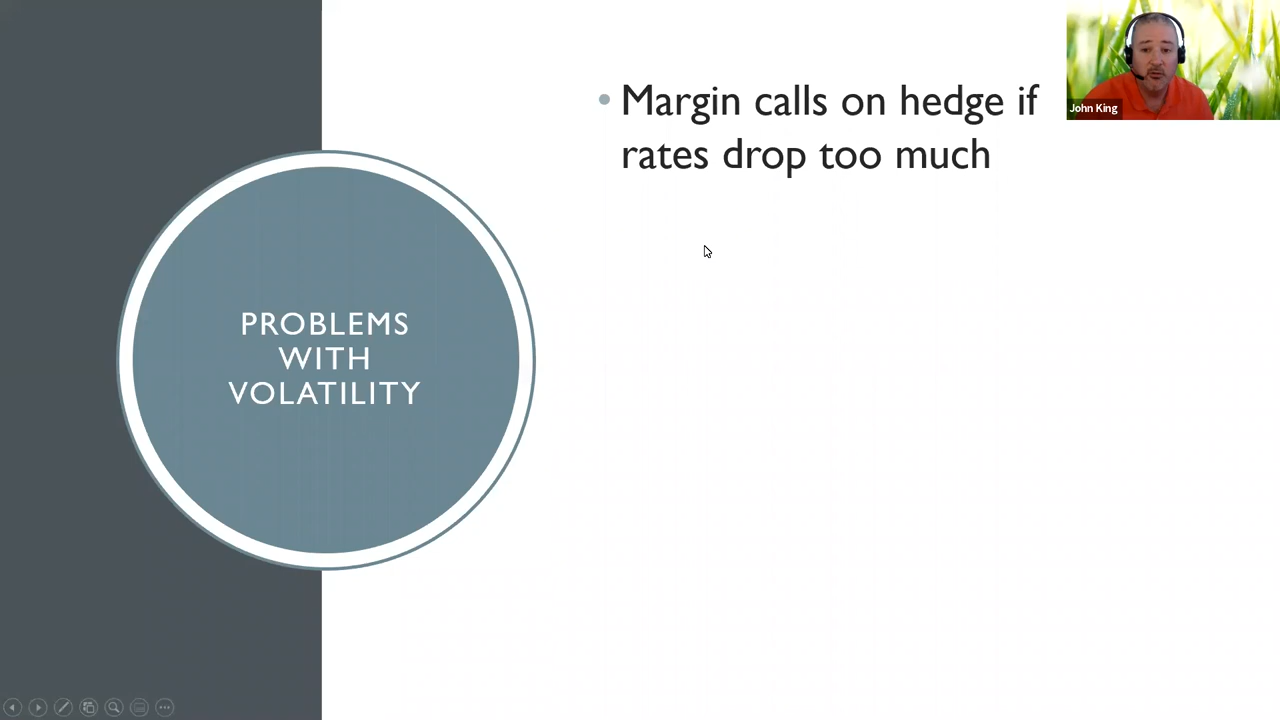 Margin calls on hedge if
rates drop too much
John King
PROBLEMS
WITH
VOLATILITY